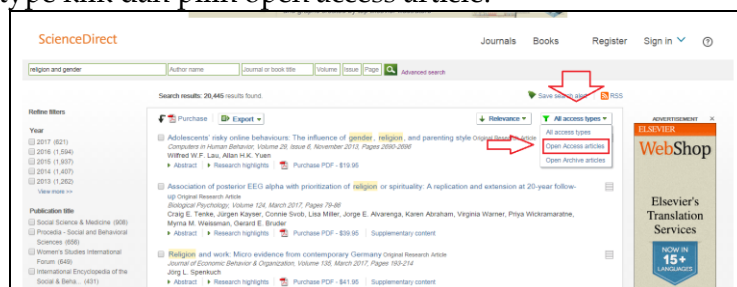 type klik dan pilih open access article.
ScienceDirect
Journals Books Register Sign in ?
religion and gender Author name Journal or book title Volume Issue Page Advanced search
Search results: 20,445 results found. Save search alert RSS
Refine filters
Purchase Export Relevance All access types
ADVERTISEMENT X
Year
2017 (621)
2016 (1,594)
2015 (1,937)
2014 (1,407)
2013 (1,262)
View more >>
Publication title
Social Science & Medicine (908)
Procedia - Social and Behavioral
Sciences (656)
Women's Studies International
Forum (649)
International Encyclopedia of the
Social & Beha... (431)
All access types
Open Access articles
Open Archive articles
Adolescents' risky online behaviours: The influence of gender, religion, and parenting style Original Research Article
Computers in Human Behavior, Volume 29, Issue 6, November 2013, Pages 2690-2696
Wilfred W.F. Lau, Allan H.K. Yuen
Abstract Research highlights Purchase PDF - $19.95
Association of posterior EEG alpha with prioritization of religion or spirituality: A replication and extension at 20-year follow-
up Original Research Article
Biological Psychology, Volume 124, March 2017, Pages 79-86
Craig E. Tenke, Jürgen Kayser, Connie Svob, Lisa Miller, Jorge E. Alvarenga, Karen Abraham, Virginia Warner, Priya Wickramaratne,
Myrna M. Weissman, Gerard E. Bruder
Abstract Research highlights Purchase PDF - $39.95 Supplementary content
Religion and work: Micro evidence from contemporary Germany Original Research Article
Journal of Economic Behavior & Organization, Volume 135, March 2017, Pages 193-214
Jörg L. Spenkuch
Abstract Research highlights Purchase PDF - $41.95 Supplementary content
ELSEVIER
WebShop
Elsevier's
Translation
Services
NOW IN
15+
LANGUAGES